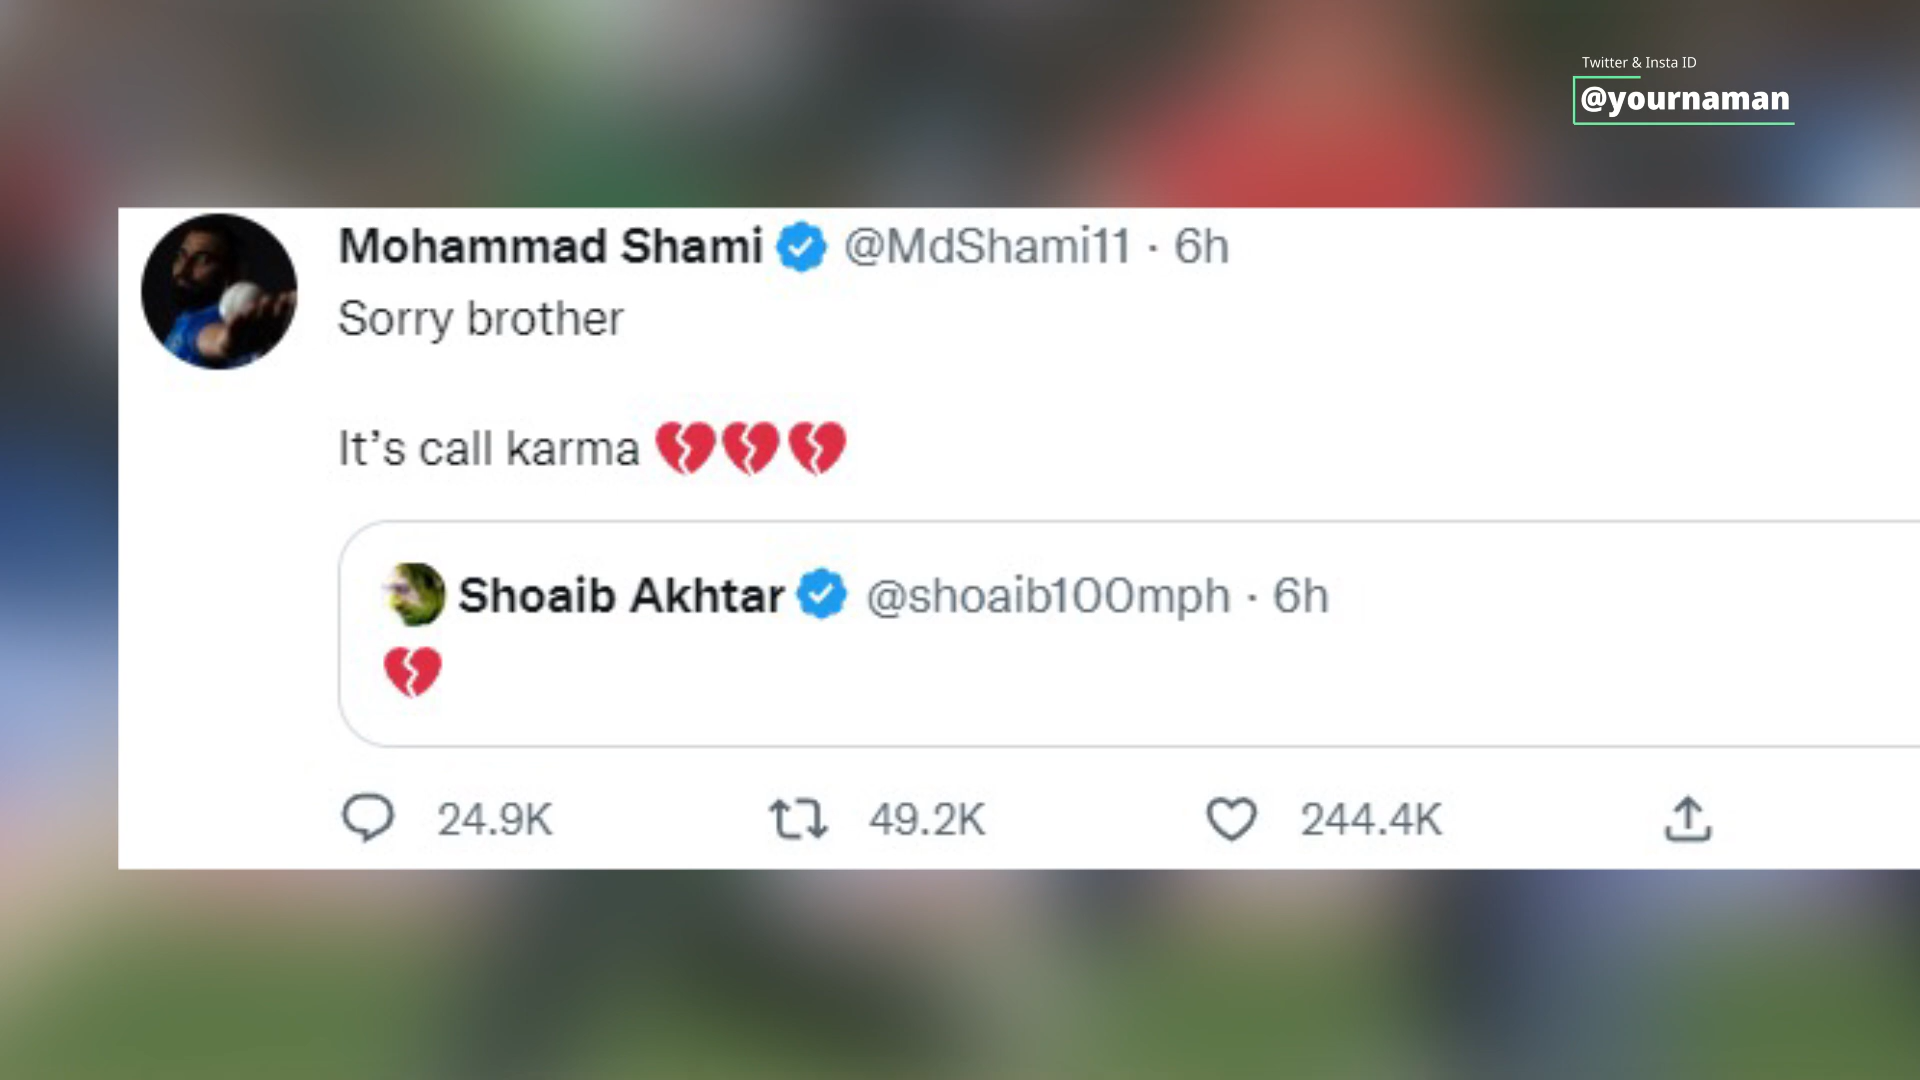 Twitter & Insta ID
@yournaman
Mohammad Shami @MdShami11 · 6h
Sorry brother
It's call karma 💔💔💔
Shoaib Akhtar @shoaib100mph · 6h
💔
24.9K 49.2K 244.4K